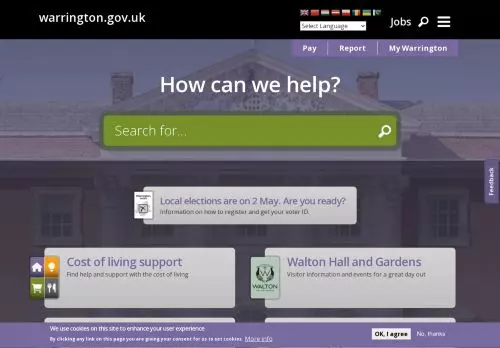 warrington.gov.uk
Select Language
Jobs
Pay
Report
My Warrington
How can we help?
Search for...
Feedback
Local elections are on 2 May. Are you ready?
Information on how to register and get your voter ID.
Cost of living support
Find help and support with the cost of living
Walton Hall and Gardens
Visitor information and events for a great day out
WALTON
We use cookies on this site to enhance your user experience
By clicking any link on this page you are giving your consent for us to set cookies. More info
OK, I agree
No, thanks